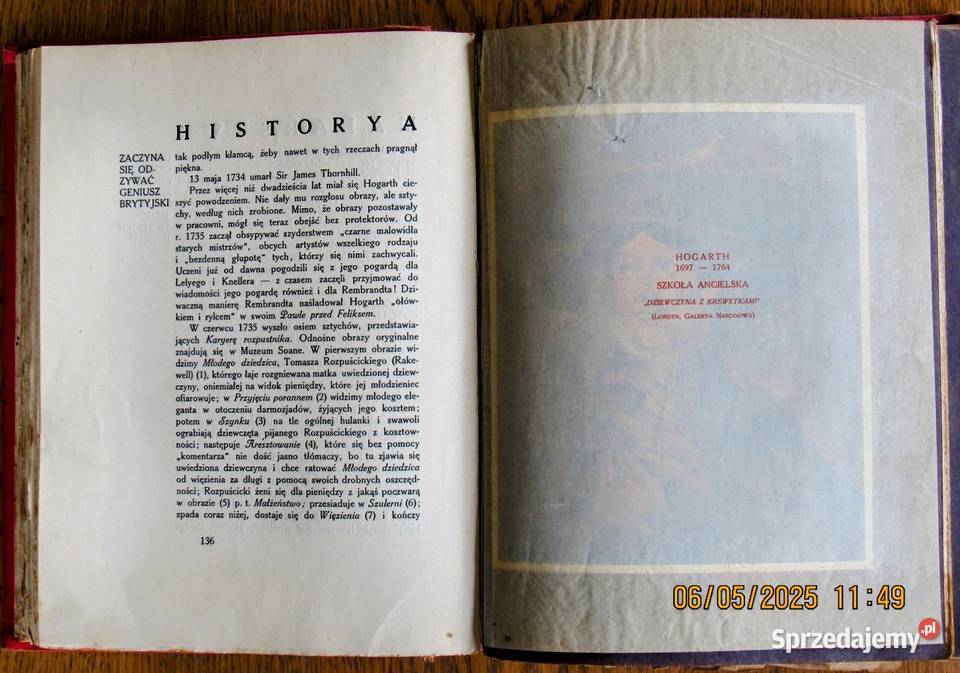 HISTORYA
ZACZYNA
SIĘ OD-
ZYWAĆ
GENIUSZ
BRYTYJSKI
tak podłym kłamcą, żeby nawet w tych rzeczach pragnął
piękna.
13 maja 1734 umarł Sir James Thornhill.
Przez więcej niż dwadzieścia lat miał się Hogarth cie-
szyć powodzeniem. Nie dały mu rozgłosu obrazy, ale szty-
chy, według nich zrobione. Mimo, że obrazy pozostawały
w pracowni, mógł się teraz obejść bez protektorów. Od
r. 1735 zaczął obsypywać szyderstwem „czarne malowidła
starych mistrzów“, obcych artystów wszelkiego rodzaju
i „bezdenną głupotę“ tych, którzy się nimi zachwycali.
Uczeni już od dawna pogodzili się z jego pogardą dla
Lelyego i Knellera — z czasem zaczęli przyjmować do
wiadomości jego pogardę również i dla Rembrandta! Dzi-
waczną manierę Rembrandta naśladował Hogarth „ołów-
kiem i rylcem“ w swoim Pawle przed Feliksem.
W czerwcu 1735 wyszło osiem sztychów, przedstawia-
jących Karyerę rozpustnika. Odnośne obrazy oryginalne
znajdują się w Muzeum Soane. W pierwszym obrazie wi-
dzimy Młodego dziedzica, Tomasza Rozpuścickiego (Rake-
well) (1), którego łaje rozgniewana matka uwiedzionej dziew-
czyny, oniemiałej na widok pieniędzy, które jej młodzieniec
ofiarowuje; w Przyjęciu porannem (2) widzimy młodego ele-
ganta w otoczeniu darmozjadów, żyjących jego kosztem;
potem w Szynku (3) na tle ogólnej hulanki i swawoli
ograbiają dziewczęta pijanego Rozpuścickiego z kosztow-
ności; następuje Aresztowanie (4), które się bez pomocy
„komentarza“ nie dość jasno tłómaczy, bo tu zjawia się
uwiedziona dziewczyna i chce ratować Młodego dziedzica
od więzienia za długi z pomocą swoich drobnych oszczęd-
ności; Rozpuścicki żeni się dla pieniędzy z jakąś poczwarą
w obrazie (5) p. t. Małżeństwo; przesiaduje w Szulerni (6);
spada coraz niżej, dostaje się do Więzienia (7) i kończy
136
HOGARTH
1697 — 1764
SZKOŁA ANGIELSKA
„DZIEWCZYNA Z KREWETKAMI“
(LONDYN, GALERYA NARODOWA)
06/05/2025 11:49
Sprzedajemy.pl